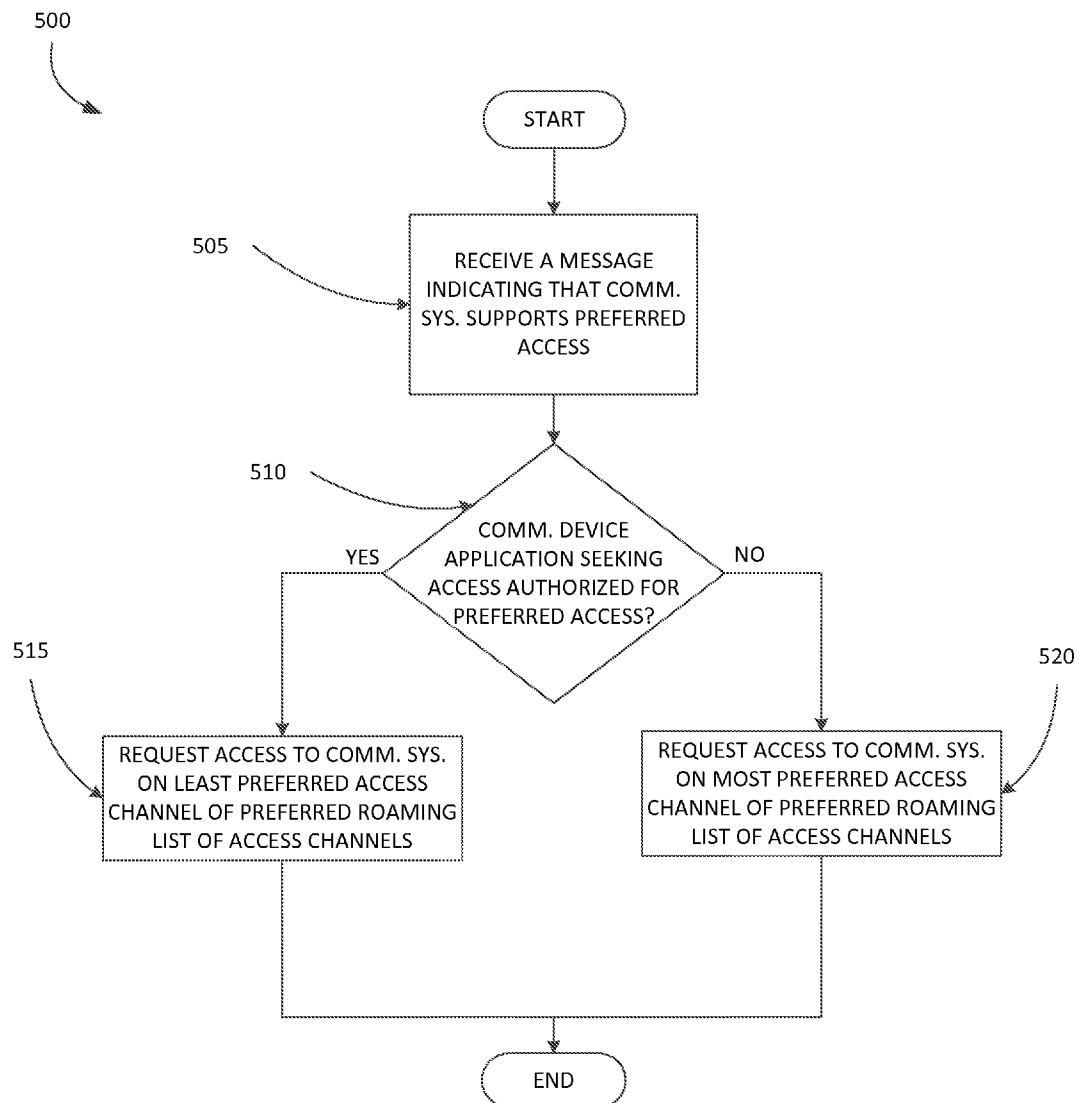 500
START
505
RECEIVE A MESSAGE
INDICATING THAT COMM.
SYS. SUPPORTS PREFERRED
ACCESS
510
COMM. DEVICE
APPLICATION SEEKING
ACCESS AUTHORIZED FOR
PREFERRED ACCESS?
YES
NO
515
520
REQUEST ACCESS TO COMM. SYS.
ON LEAST PREFERRED ACCESS
CHANNEL OF PREFERRED ROAMING
LIST OF ACCESS CHANNELS
REQUEST ACCESS TO COMM. SYS.
ON MOST PREFERRED ACCESS
CHANNEL OF PREFERRED ROAMING
LIST OF ACCESS CHANNELS
END